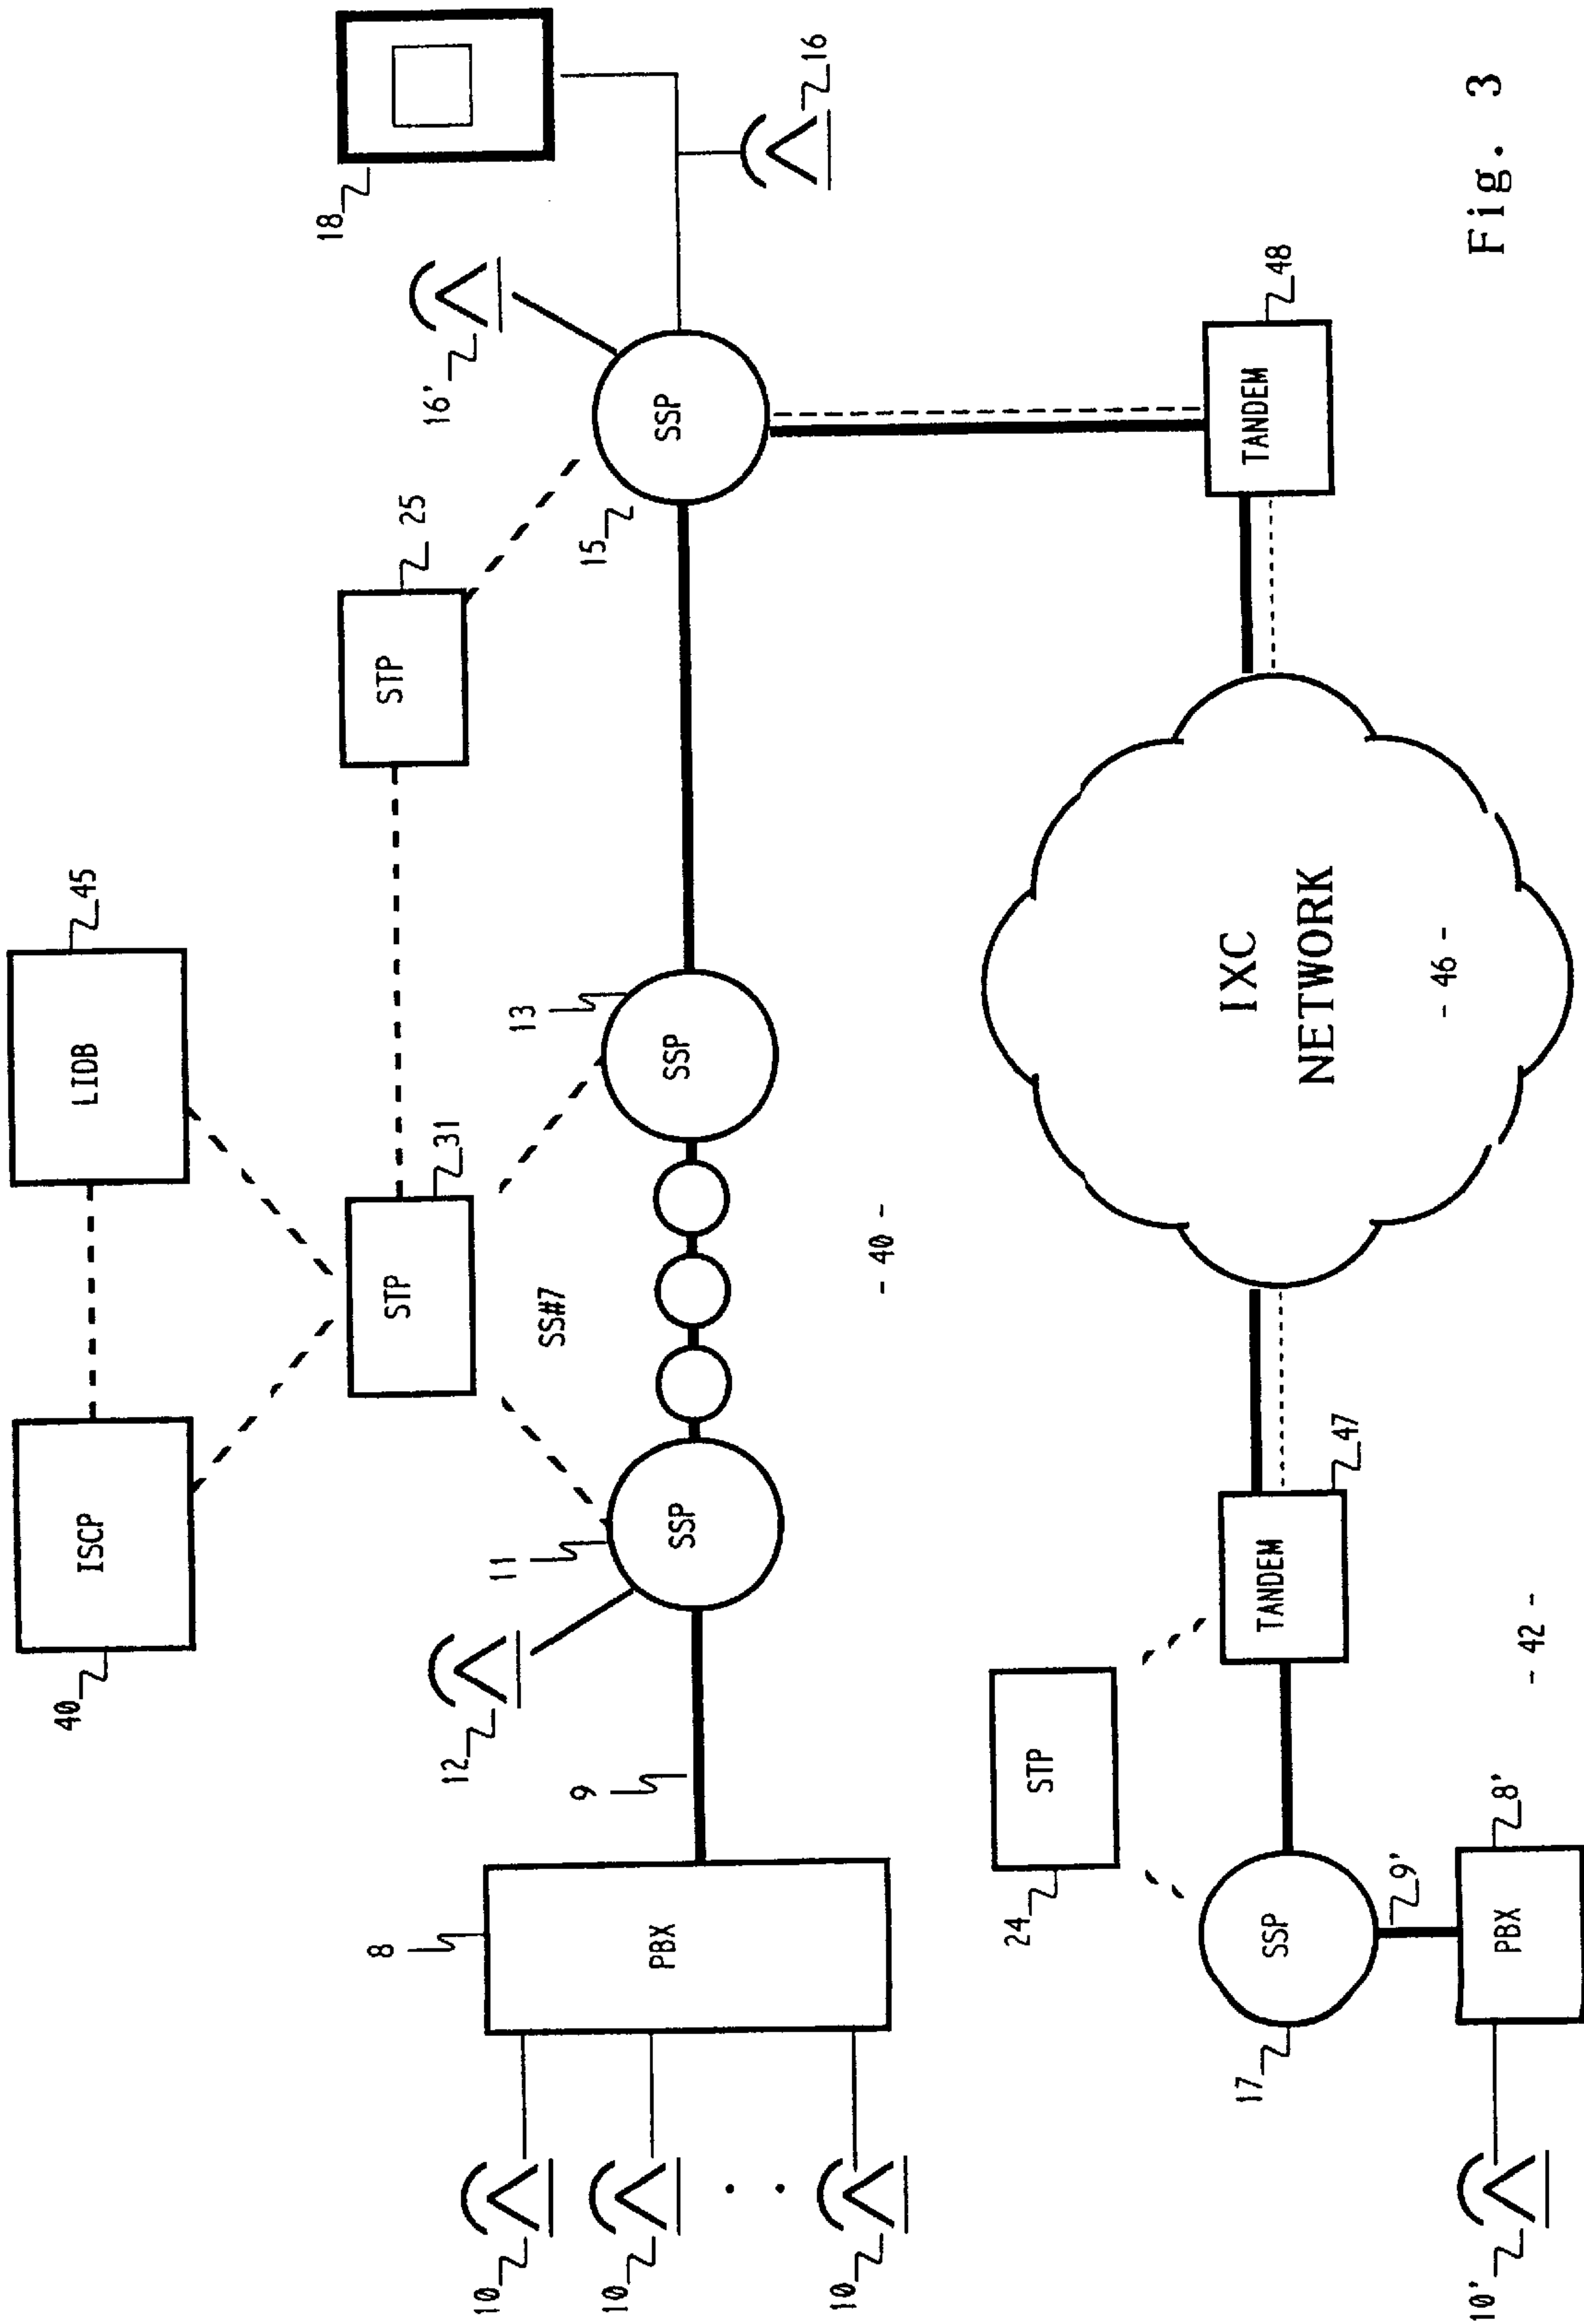 40
ISCP
LIDB
45
18
16'
16
STP
31
STP
25
SS#7
12
11
SSP
13
SSP
15
SSP
8
PBX
9
10
10
10
- 40 -
24
STP
17
SSP
TANDEM
47
IXC
NETWORK
- 46 -
TANDEM
48
9'
PBX
8'
10'
- 42 -
Fig. 3